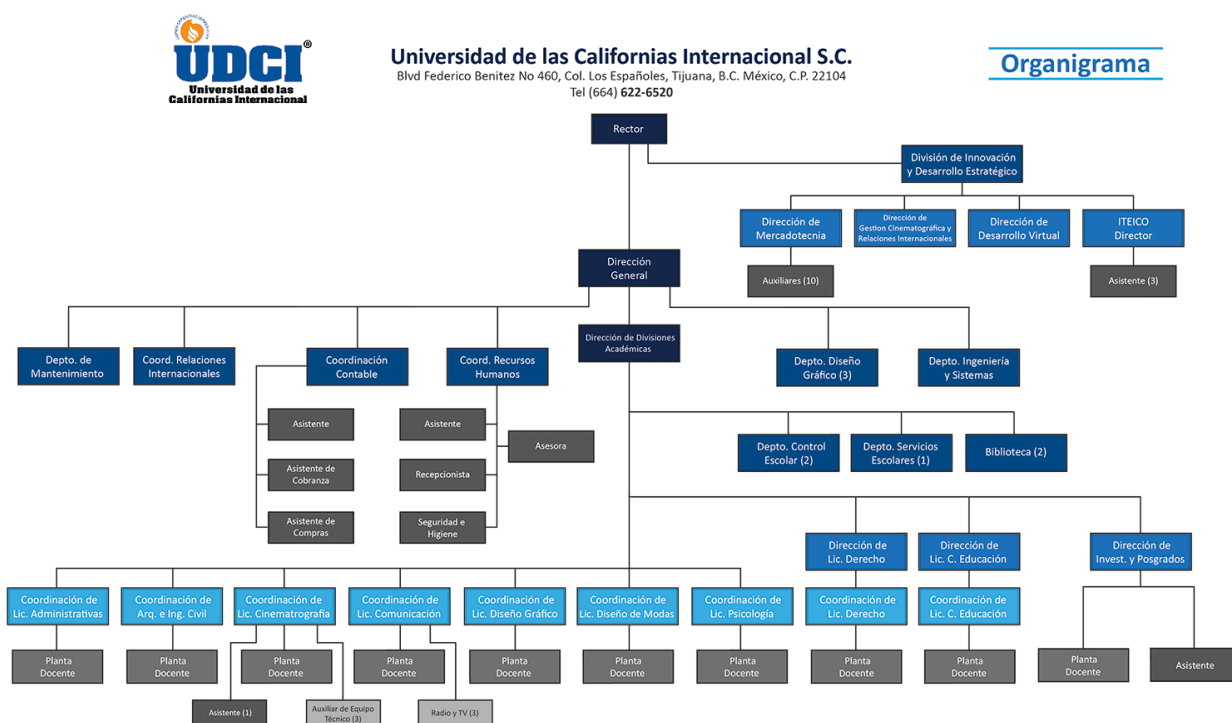 UDCI®
Universidad de las
Californias Internacional
Universidad de las Californias Internacional S.C.
Blvd Federico Benitez No 460, Col. Los Españoles, Tijuana, B.C. México, C.P. 22104
Tel (664) 622-6520
Organigrama
Rector
División de Innovación
y Desarrollo Estratégico
Dirección de
Mercadotecnia
Dirección de
Gestion Cinematográfica y
Relaciones Internacionales
Dirección de
Desarrollo Virtual
ITEICO
Director
Auxiliares (10)
Asistente (3)
Dirección
General
Dirección de Divisiones
Académicas
Depto. de
Mantenimiento
Coord. Relaciones
Internacionales
Coordinación
Contable
Coord. Recursos
Humanos
Depto. Diseño
Gráfico (3)
Depto. Ingeniería
y Sistemas
Asistente
Asistente de
Cobranza
Asistente de
Compras
Asistente
Asesora
Recepcionista
Seguridad e
Higiene
Depto. Control
Escolar (2)
Depto. Servicios
Escolares (1)
Biblioteca (2)
Dirección de
Lic. Derecho
Dirección de
Lic. C. Educación
Dirección de
Invest. y Posgrados
Coordinación de
Lic. Administrativas
Coordinación de
Arq. e Ing. Civil
Coordinación de
Lic. Cinematografia
Coordinación de
Lic. Comunicación
Coordinación de
Lic. Diseño Gráfico
Coordinación de
Lic. Diseño de Modas
Coordinación de
Lic. Psicología
Coordinación de
Lic. Derecho
Coordinación de
Lic. C. Educación
Planta
Docente
Planta
Docente
Planta
Docente
Planta
Docente
Planta
Docente
Planta
Docente
Planta
Docente
Planta
Docente
Planta
Docente
Planta
Docente
Asistente
Asistente (1)
Auxiliar de Equipo
Técnico (3)
Radio y TV (3)